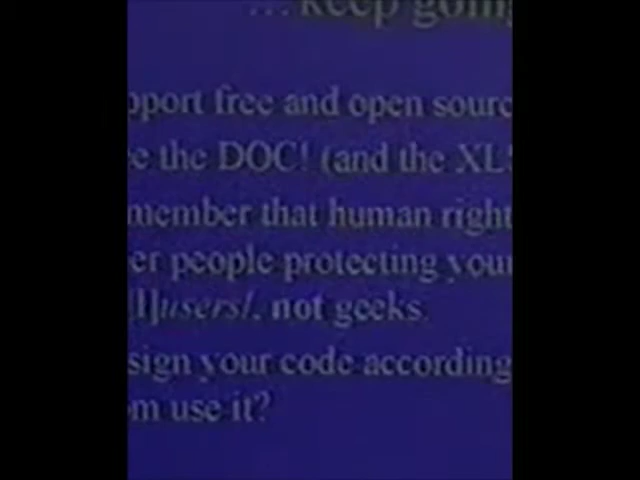 ...keep going
pport free and open sourc
e the DOC! (and the XLS
member that human right
er people protecting your
[l]users!, not geeks.
sign your code according
m use it?